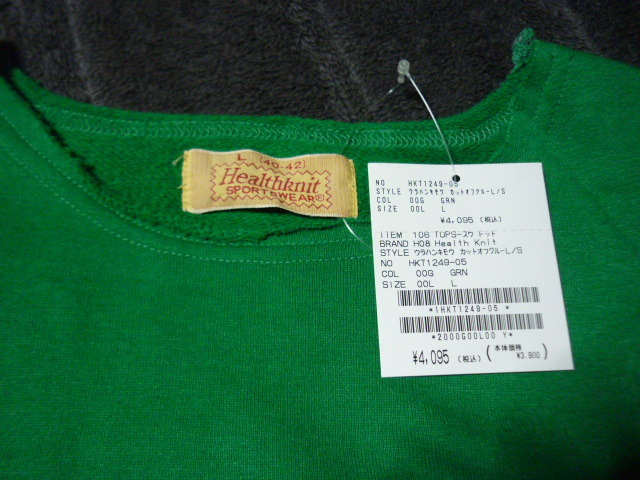 L (40-42)
Healthknit
SPORTSWEAR®
NO HKT1249-05
STYLE ウラハンキモウ カットオフクルーL/S
COL 00G GRN
SIZE 00L L
¥4,095 (税込)
ITEM 106 TOPS-スウェット
BRAND H08 Health Knit
STYLE ウラハンキモウ カットオフクルーL/S
NO HKT1249-05
COL 00G GRN
SIZE 00L L
*1HKT1249-05 *
*2000G00L00 Y*
¥4,095 (税込) (本体価格 ¥3,900)